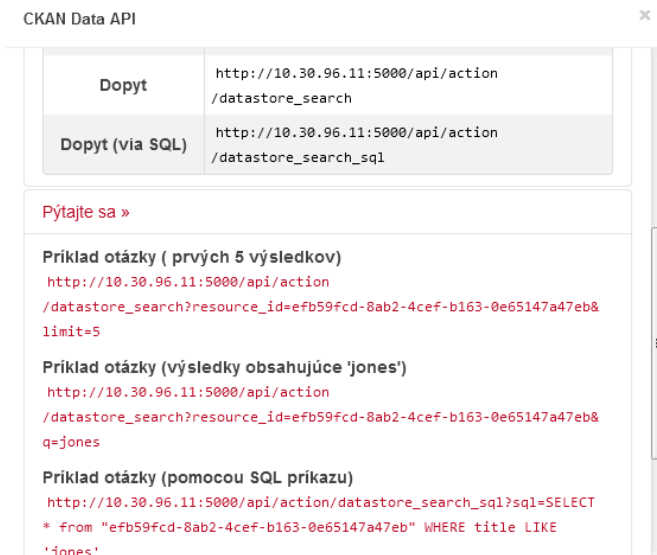 CKAN Data API
×
Dopyt
http://10.30.96.11:5000/api/action
/datastore_search
Dopyt (via SQL)
http://10.30.96.11:5000/api/action
/datastore_search_sql
Pýtajte sa »
Príklad otázky ( prvých 5 výsledkov)
http://10.30.96.11:5000/api/action
/datastore_search?resource_id=efb59fcd-8ab2-4cef-b163-0e65147a47eb&
limit=5
Príklad otázky (výsledky obsahujúce 'jones')
http://10.30.96.11:5000/api/action
/datastore_search?resource_id=efb59fcd-8ab2-4cef-b163-0e65147a47eb&
q=jones
Príklad otázky (pomocou SQL príkazu)
http://10.30.96.11:5000/api/action/datastore_search_sql?sql=SELECT
* from "efb59fcd-8ab2-4cef-b163-0e65147a47eb" WHERE title LIKE
'jones'